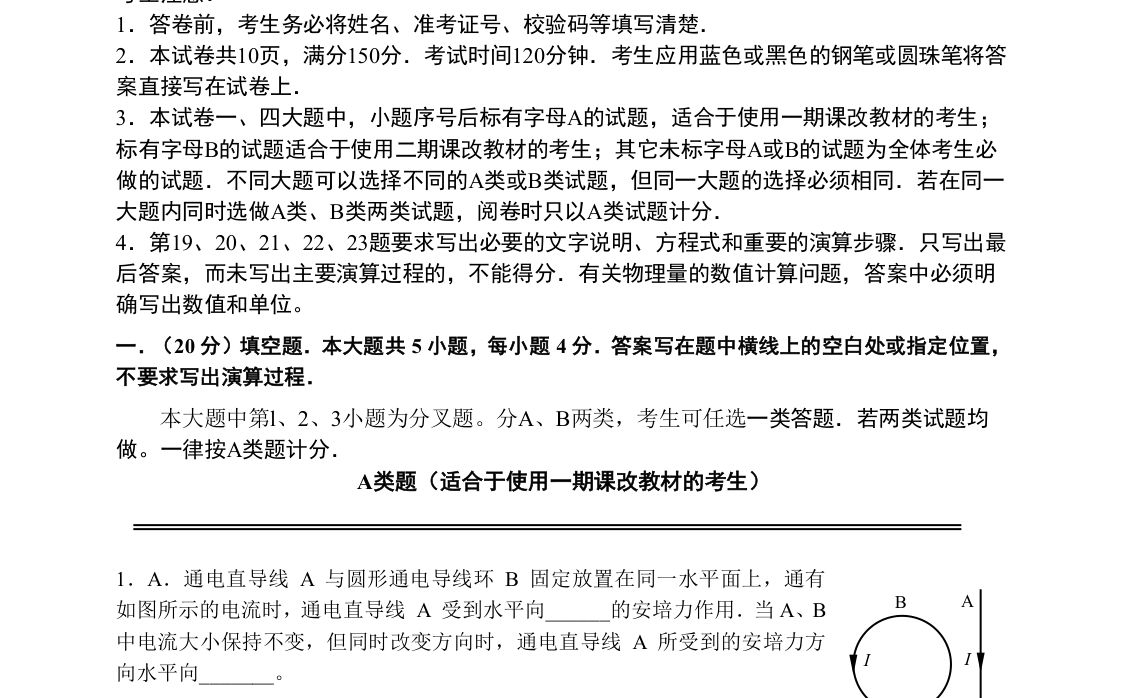 1．答卷前，考生务必将姓名、准考证号、校验码等填写清楚．
2．本试卷共10页，满分150分．考试时间120分钟．考生应用蓝色或黑色的钢笔或圆珠笔将答
案直接写在试卷上．
3．本试卷一、四大题中，小题序号后标有字母A的试题，适合于使用一期课改教材的考生；
标有字母B的试题适合于使用二期课改教材的考生；其它未标字母A或B的试题为全体考生必
做的试题．不同大题可以选择不同的A类或B类试题，但同一大题的选择必须相同．若在同一
大题内同时选做A类、B类两类试题，阅卷时只以A类试题计分．
4．第19、20、21、22、23题要求写出必要的文字说明、方程式和重要的演算步骤．只写出最
后答案，而未写出主要演算过程的，不能得分．有关物理量的数值计算问题，答案中必须明
确写出数值和单位。
一．（20 分）填空题．本大题共 5 小题，每小题 4 分．答案写在题中横线上的空白处或指定位置，
不要求写出演算过程．
本大题中第l、2、3小题为分叉题。分A、B两类，考生可任选一类答题．若两类试题均
做。一律按A类题计分．
A类题（适合于使用一期课改教材的考生）
1．A．通电直导线 A 与圆形通电导线环 B 固定放置在同一水平面上，通有
如图所示的电流时，通电直导线 A 受到水平向______的安培力作用．当 A、B
中电流大小保持不变，但同时改变方向时，通电直导线 A 所受到的安培力方
向水平向_______。
B A
I I